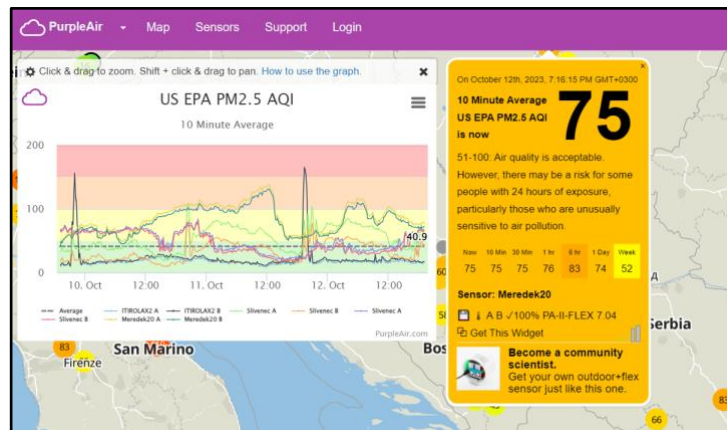 PurpleAir
Map
Sensors
Support
Login
Click & drag to zoom. Shift + click & drag to pan. How to use the graph.
US EPA PM2.5 AQI
10 Minute Average
200
100
0
40.9
10. Oct
12:00
11. Oct
12:00
12. Oct
12:00
Average
ITIROLAX2 A
ITIROLAX2 B
Slivenec A
Slivenec B
Slivenec A
Slivenec B
Meredek20 A
Meredek20 B
PurpleAir.com
On October 12th, 2023, 7:16:15 PM GMT+0300
10 Minute Average
US EPA PM2.5 AQI
is now
75
51-100: Air quality is acceptable.
However, there may be a risk for some
people with 24 hours of exposure,
particularly those who are unusually
sensitive to air pollution.
Now 10 Min 30 Min 1 hr 6 hr 1 Day Week
75 75 75 76 83 74 52
Sensor: Meredek20
A B ✓100% PA-II-FLEX 7.04
Get This Widget
Become a community
scientist.
Get your own outdoor+flex
sensor just like this one.
83
San Marino
Firenze
Bos
Serbia
60
66